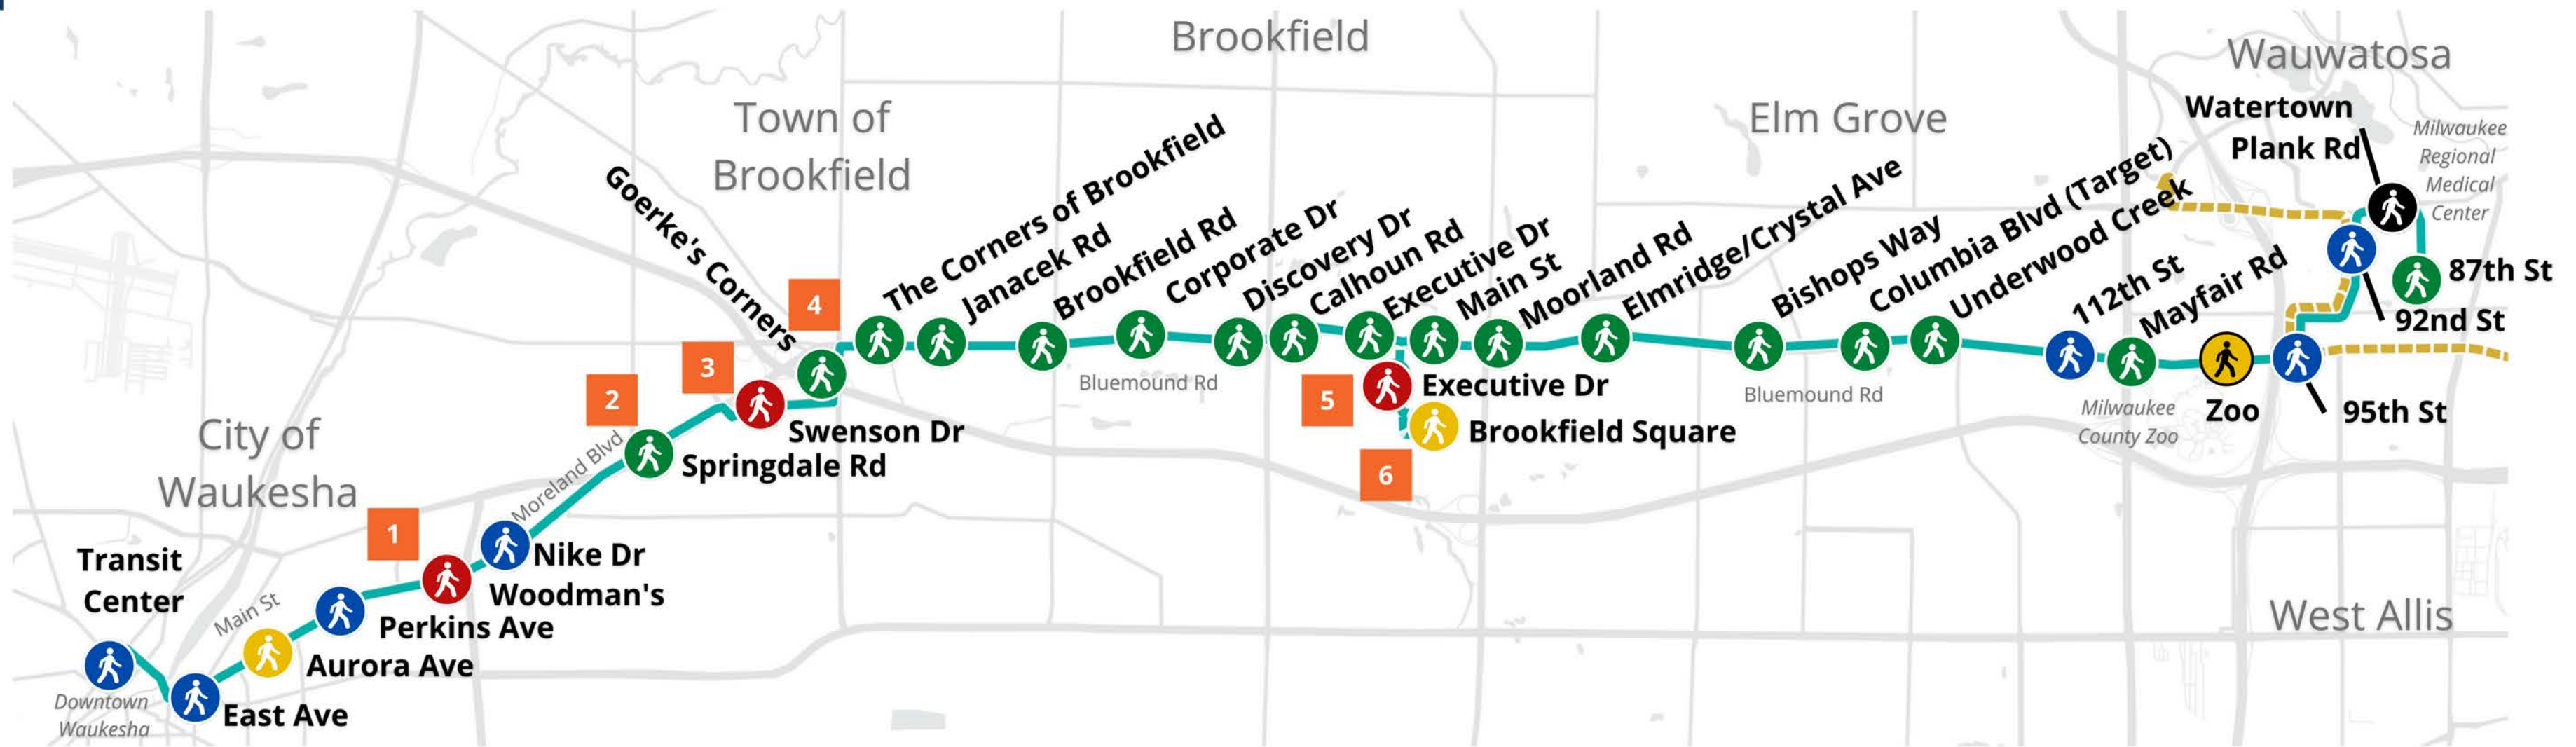 Brookfield
Wauwatosa
Town of
Brookfield
Elm Grove
Watertown
Plank Rd
Milwaukee
Regional
Medical
Center
Goerke's Corners
The Corners of Brookfield
Janacek Rd
Brookfield Rd
Corporate Dr
Discovery Dr
Calhoun Rd
Executive Dr
Main St
Moorland Rd
Elmridge/Crystal Ave
Bishops Way
Columbia Blvd (Target)
Underwood Creek
112th St
Mayfair Rd
87th St
92nd St
4
3
2
Bluemound Rd
5
Executive Dr
Brookfield Square
6
Bluemound Rd
Milwaukee
County Zoo
Zoo
95th St
City of
Waukesha
Swenson Dr
Springdale Rd
Moreland Blvd
1
Nike Dr
Woodman's
Transit
Center
Main St
Perkins Ave
Aurora Ave
East Ave
Downtown
Waukesha
West Allis